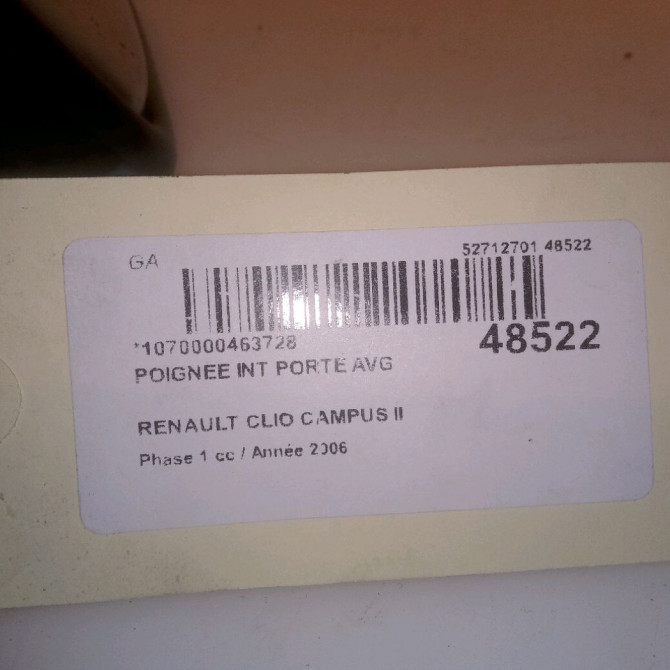 GA
52712701 48522
*1070000463728
48522
POIGNEE INT PORTE AVG
RENAULT CLIO CAMPUS II
Phase 1 cc / Année 2006